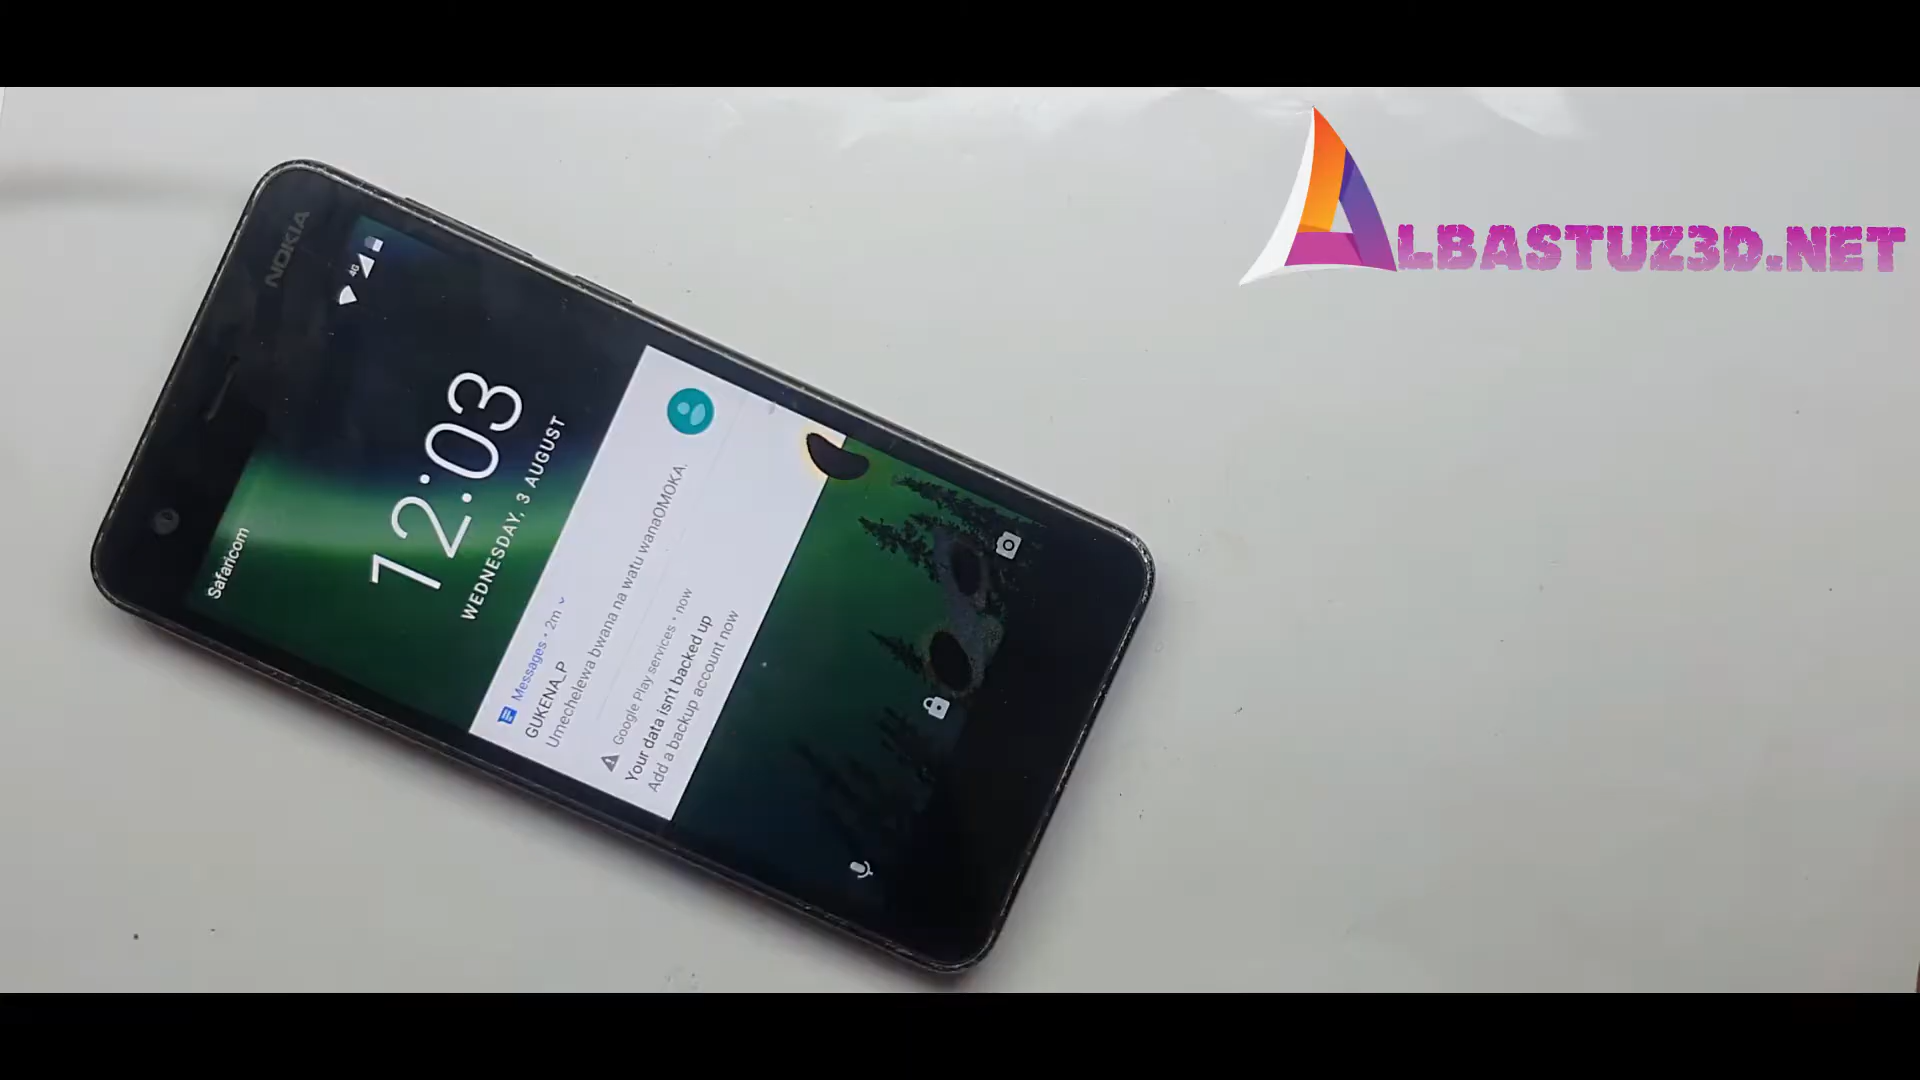 NOKIA
4G
Safaricom
12:03
WEDNESDAY, 3 AUGUST
Messages • 2m
GUKENA_P
Umechelewa bwana na watu wanaOMOKA.
Google Play services • now
Your data isn't backed up
Add a backup account now
ALBASTUZ3D.NET